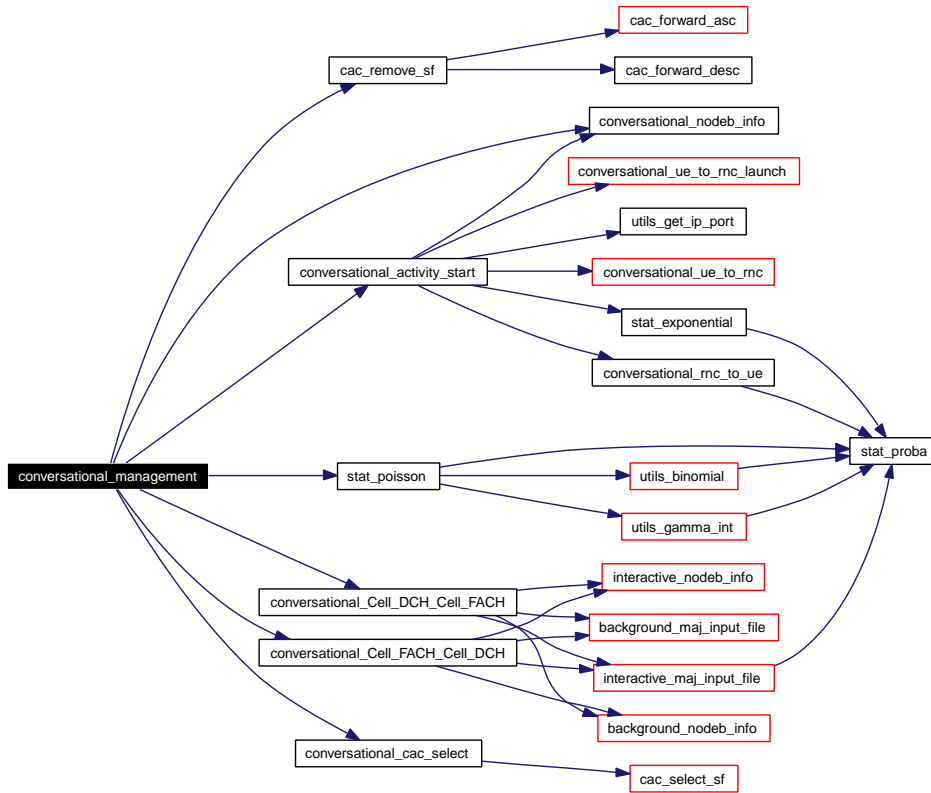 cac_forward_asc
cac_remove_sf
cac_forward_desc
conversational_nodeb_info
conversational_ue_to_rnc_launch
utils_get_ip_port
conversational_activity_start
conversational_ue_to_rnc
stat_exponential
conversational_rnc_to_ue
stat_proba
conversational_management
stat_poisson
utils_binomial
utils_gamma_int
interactive_nodeb_info
conversational_Cell_DCH_Cell_FACH
background_maj_input_file
conversational_Cell_FACH_Cell_DCH
interactive_maj_input_file
background_nodeb_info
conversational_cac_select
cac_select_sf